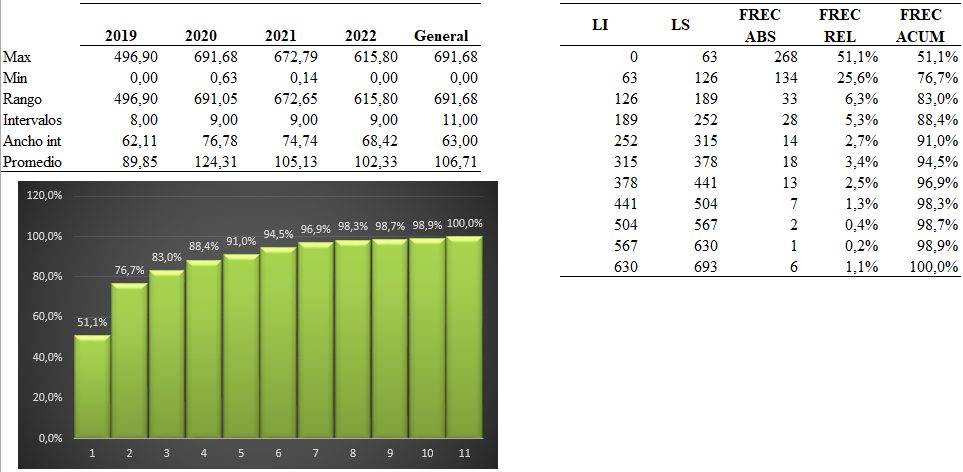 2019 2020 2021 2022 General
Max 496,90 691,68 672,79 615,80 691,68
Min 0,00 0,63 0,14 0,00 0,00
Rango 496,90 691,05 672,65 615,80 691,68
Intervalos 8,00 9,00 9,00 9,00 11,00
Ancho int 62,11 76,78 74,74 68,42 63,00
Promedio 89,85 124,31 105,13 102,33 106,71
LI LS FREC ABS FREC REL FREC ACUM
0 63 268 51,1% 51,1%
63 126 134 25,6% 76,7%
126 189 33 6,3% 83,0%
189 252 28 5,3% 88,4%
252 315 14 2,7% 91,0%
315 378 18 3,4% 94,5%
378 441 13 2,5% 96,9%
441 504 7 1,3% 98,3%
504 567 2 0,4% 98,7%
567 630 1 0,2% 98,9%
630 693 6 1,1% 100,0%
120,0%
100,0%
80,0%
60,0%
40,0%
20,0%
0,0%
51,1% 76,7% 83,0% 88,4% 91,0% 94,5% 96,9% 98,3% 98,7% 98,9% 100,0%
1 2 3 4 5 6 7 8 9 10 11